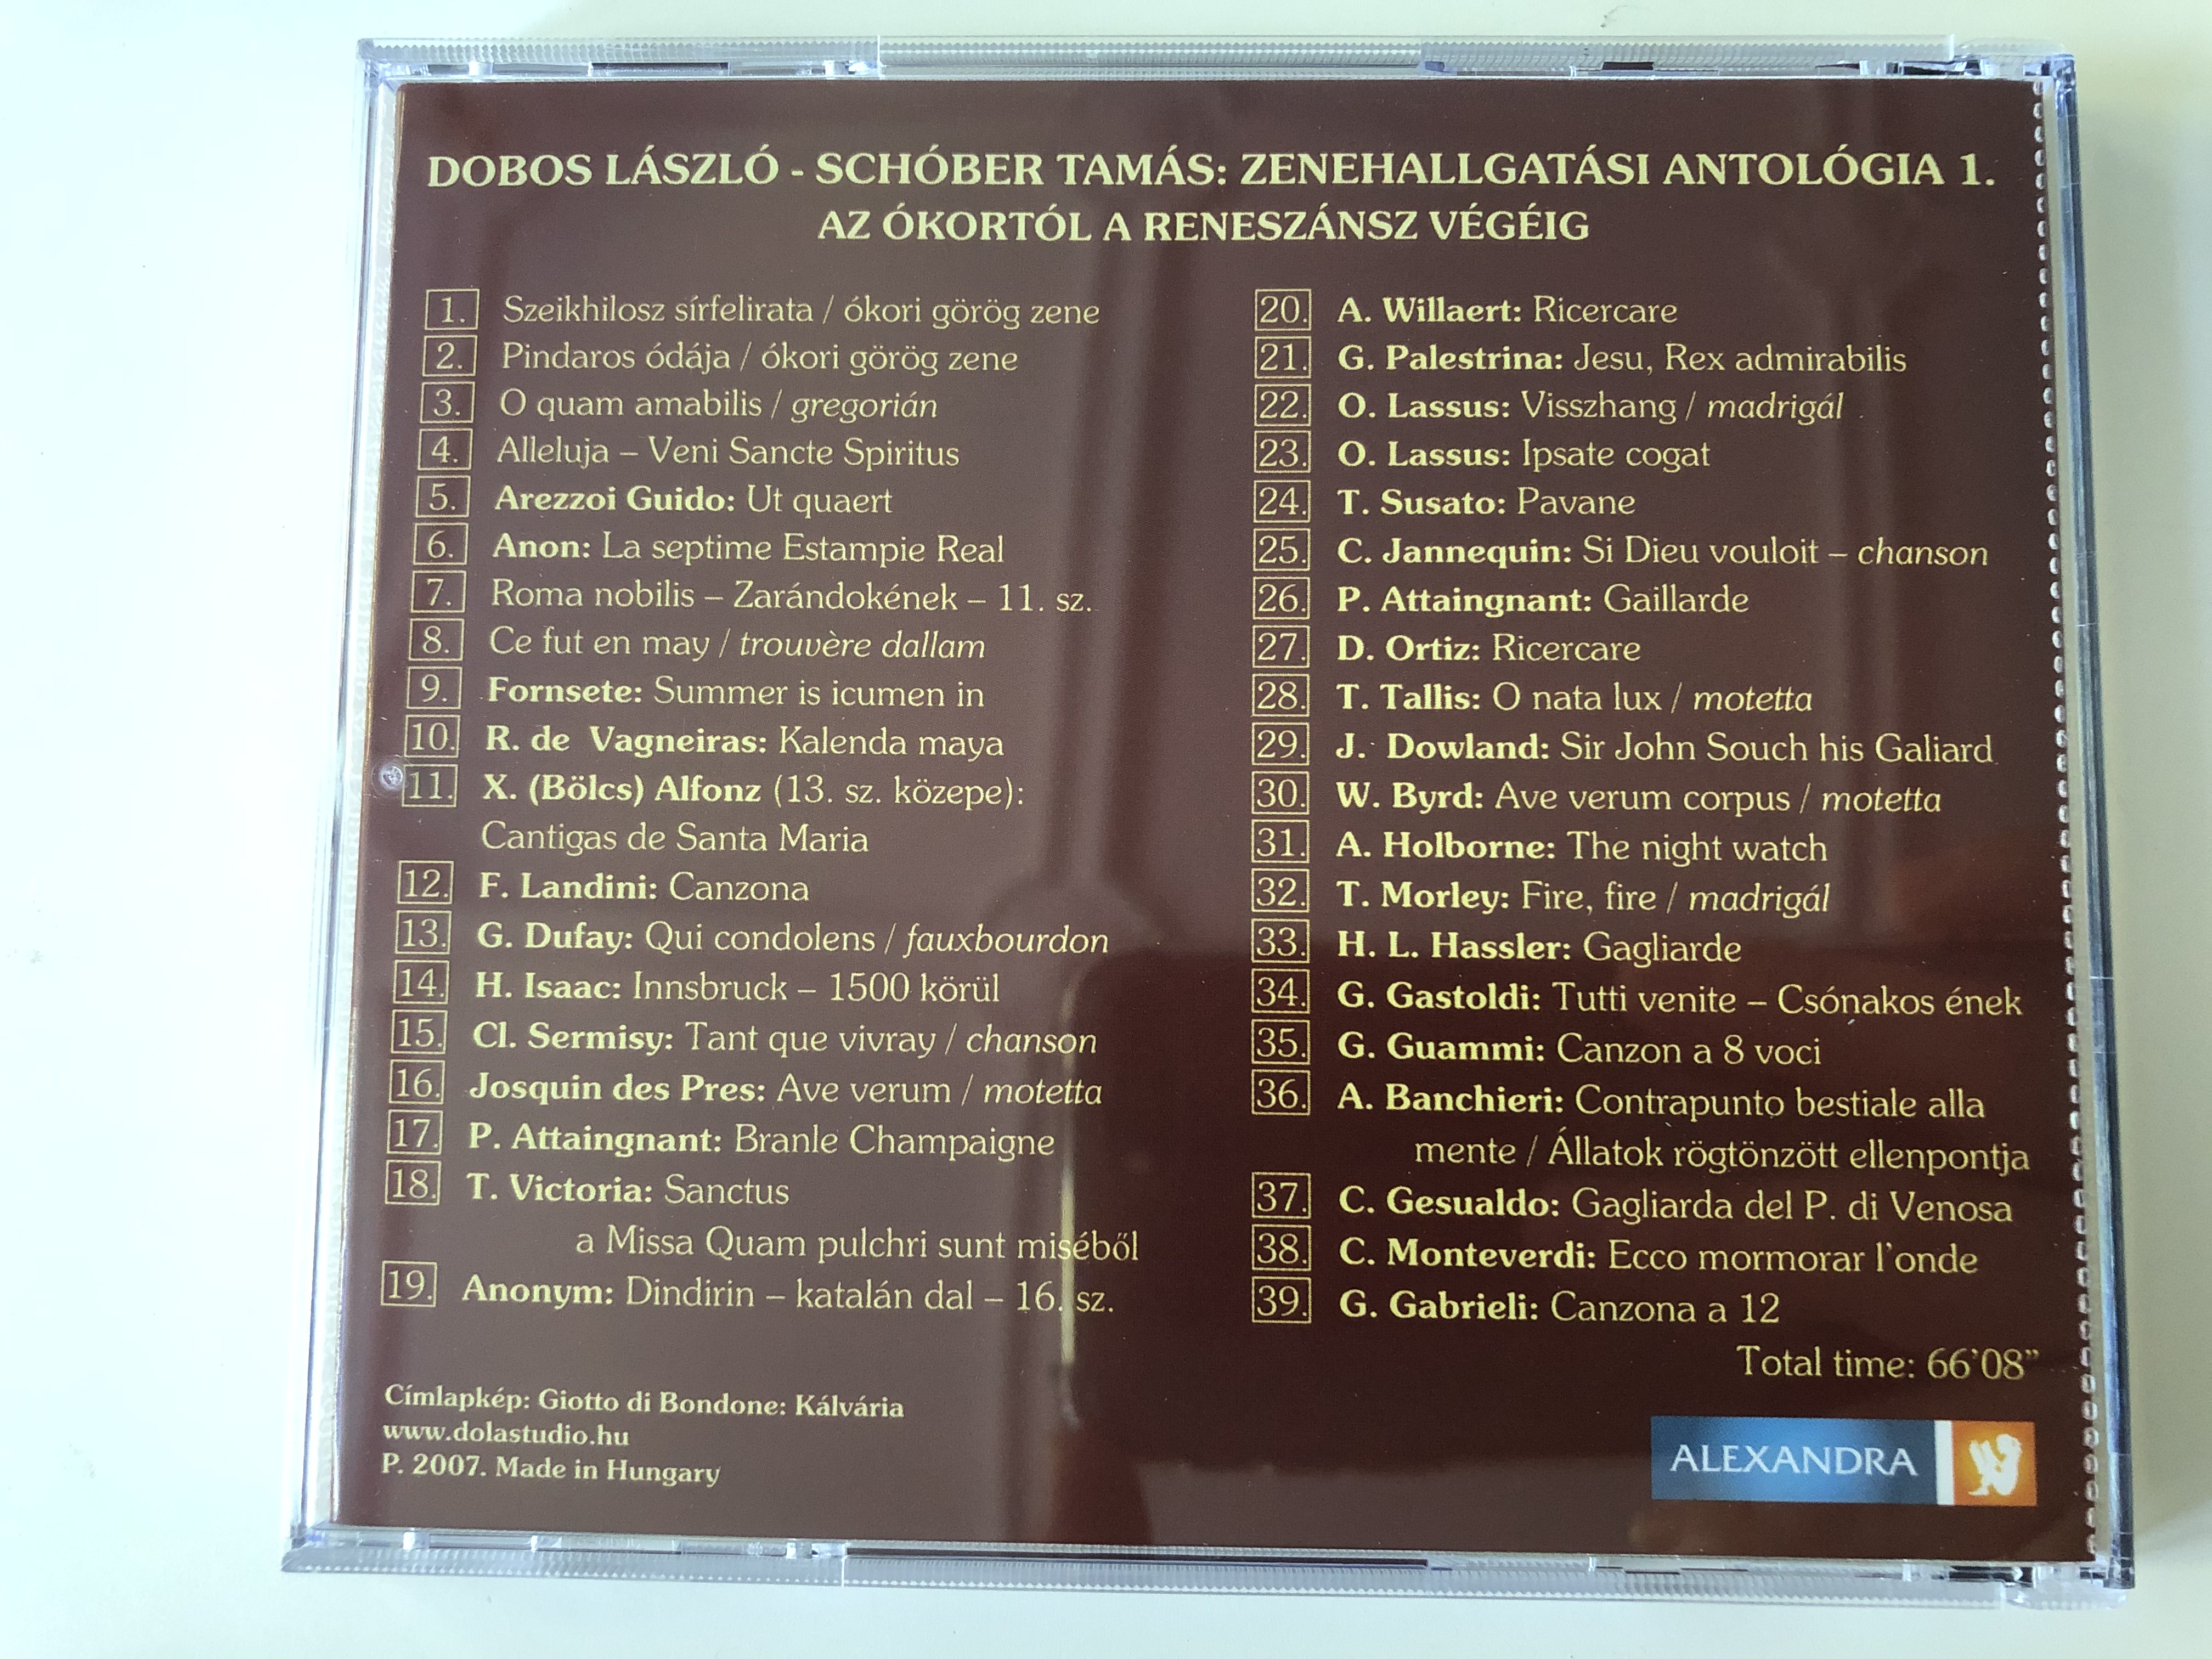 DOBOS LÁSZLÓ - SCHÓBER TAMÁS: ZENEHALLGATÁSI ANTOLÓGIA 1.
AZ ÓKORTÓL A RENESZÁNSZ VÉGÉIG
1. Szeikhilosz sírfelirata / ókori görög zene
2. Pindaros ódája / ókori görög zene
3. O quam amabilis / gregorián
4. Alleluja – Veni Sancte Spiritus
5. Arezzoi Guido: Ut quaert
6. Anon: La septime Estampie Real
7. Roma nobilis – Zarándokének – 11. sz.
8. Ce fut en may / trouvère dallam
9. Fornsete: Summer is icumen in
10. R. de Vagneiras: Kalenda maya
11. X. (Bölcs) Alfonz (13. sz. közepe):
Cantigas de Santa Maria
12. F. Landini: Canzona
13. G. Dufay: Qui condolens / fauxbourdon
14. H. Isaac: Innsbruck – 1500 körül
15. Cl. Sermisy: Tant que vivray / chanson
16. Josquin des Pres: Ave verum / motetta
17. P. Attaingnant: Branle Champaigne
18. T. Victoria: Sanctus
a Missa Quam pulchri sunt miséből
19. Anonym: Dindirin – katalán dal – 16. sz.
20. A. Willaert: Ricercare
21. G. Palestrina: Jesu, Rex admirabilis
22. O. Lassus: Visszhang / madrigál
23. O. Lassus: Ipsate cogat
24. T. Susato: Pavane
25. C. Jannequin: Si Dieu vouloit – chanson
26. P. Attaingnant: Gaillarde
27. D. Ortiz: Ricercare
28. T. Tallis: O nata lux / motetta
29. J. Dowland: Sir John Souch his Galiard
30. W. Byrd: Ave verum corpus / motetta
31. A. Holborne: The night watch
32. T. Morley: Fire, fire / madrigál
33. H. L. Hassler: Gagliarde
34. G. Gastoldi: Tutti venite – Csónakos ének
35. G. Guammi: Canzon a 8 voci
36. A. Banchieri: Contrapunto bestiale alla
mente / Állatok rögtönzött ellenpontja
37. C. Gesualdo: Gagliarda del P. di Venosa
38. C. Monteverdi: Ecco mormorar l'onde
39. G. Gabrieli: Canzona a 12
Total time: 66'08”
Címlapkép: Giotto di Bondone: Kálvária
www.dolastudio.hu
P. 2007. Made in Hungary
ALEXANDRA